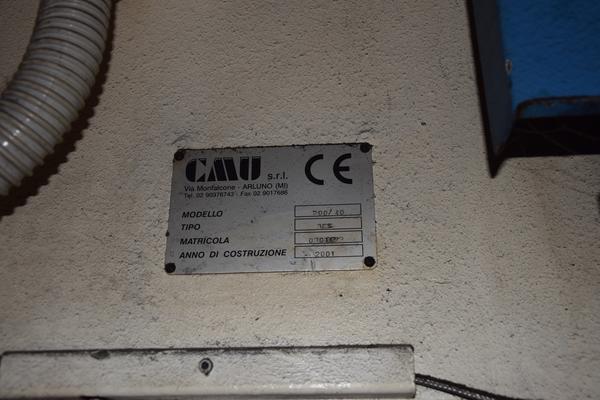 CMU s.r.l. CE
Via Monfalcone - ARLUNO (MI)
Tel. 02 90376743 - Fax 02 9017686
MODELLO
TIPO
MATRICOLA
ANNO DI COSTRUZIONE 2001